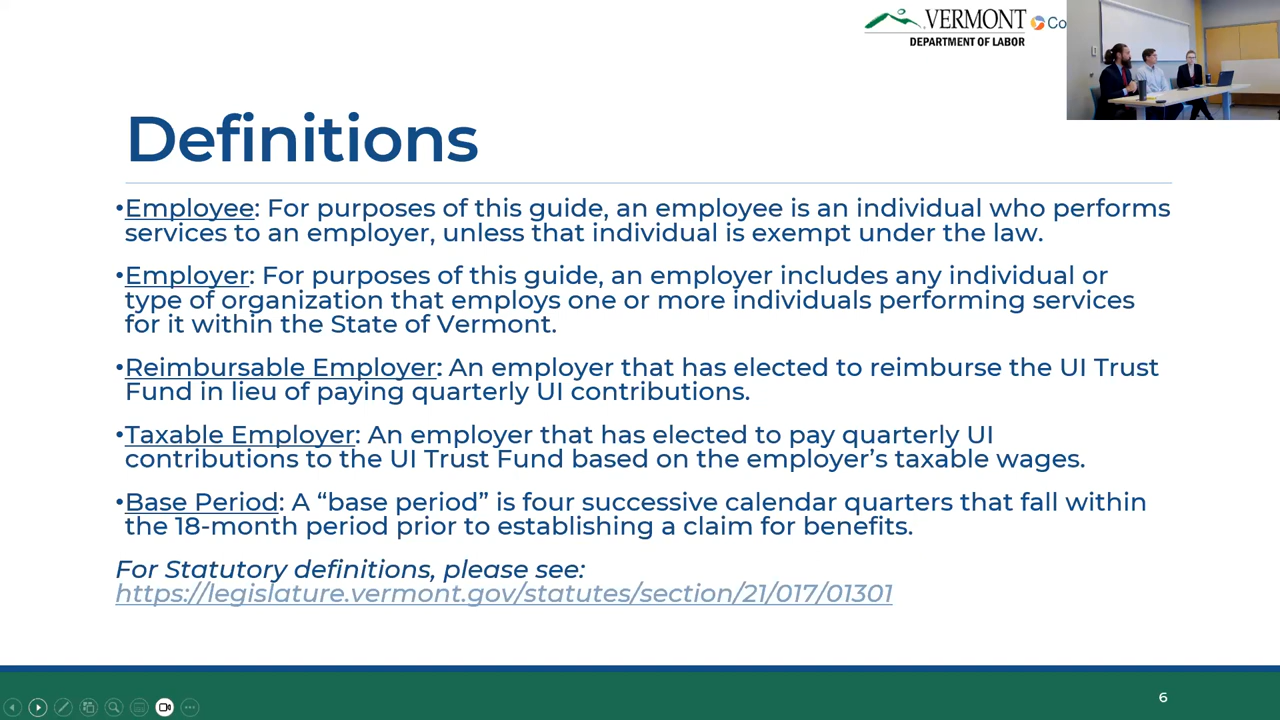 VERMONT
DEPARTMENT OF LABOR
Co
Definitions
•Employee: For purposes of this guide, an employee is an individual who performs
services to an employer, unless that individual is exempt under the law.
•Employer: For purposes of this guide, an employer includes any individual or
type of organization that employs one or more individuals performing services
for it within the State of Vermont.
•Reimbursable Employer: An employer that has elected to reimburse the UI Trust
Fund in lieu of paying quarterly UI contributions.
•Taxable Employer: An employer that has elected to pay quarterly UI
contributions to the UI Trust Fund based on the employer’s taxable wages.
•Base Period: A “base period” is four successive calendar quarters that fall within
the 18-month period prior to establishing a claim for benefits.
For Statutory definitions, please see:
https://legislature.vermont.gov/statutes/section/21/017/01301
6